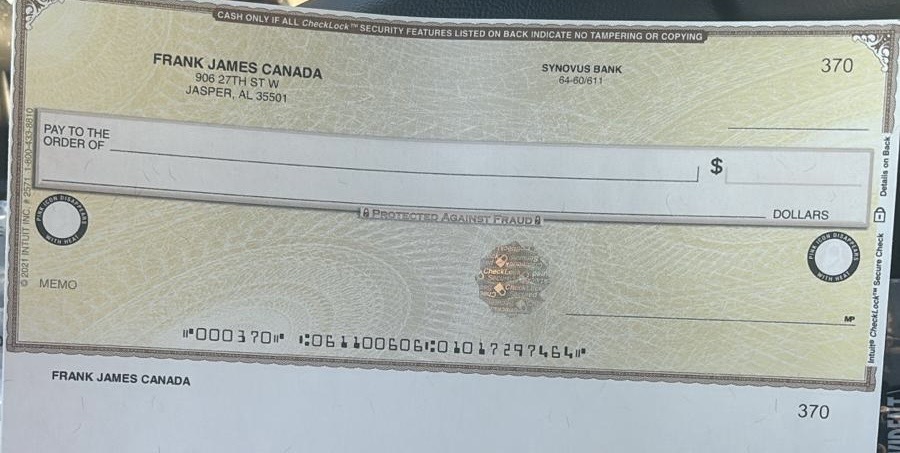 CASH ONLY IF ALL CheckLock™ SECURITY FEATURES LISTED ON BACK INDICATE NO TAMPERING OR COPYING
FRANK JAMES CANADA
906 27TH ST W
JASPER, AL 35501
SYNOVUS BANK
64-60/611
370
PAY TO THE
ORDER OF
$
DOLLARS
PROTECTED AGAINST FRAUD
© 2021 INTUIT INC. # 257 1-800-433-8810
PINK ICON DISAPPEARS
WITH HEAT
PINK ICON DISAPPEARS
WITH HEAT
Intuit® CheckLock™ Secure Check Details on Back
MEMO
MP
⑈000370⑈ ⑆061100606⑆01017297464⑈
FRANK JAMES CANADA
370